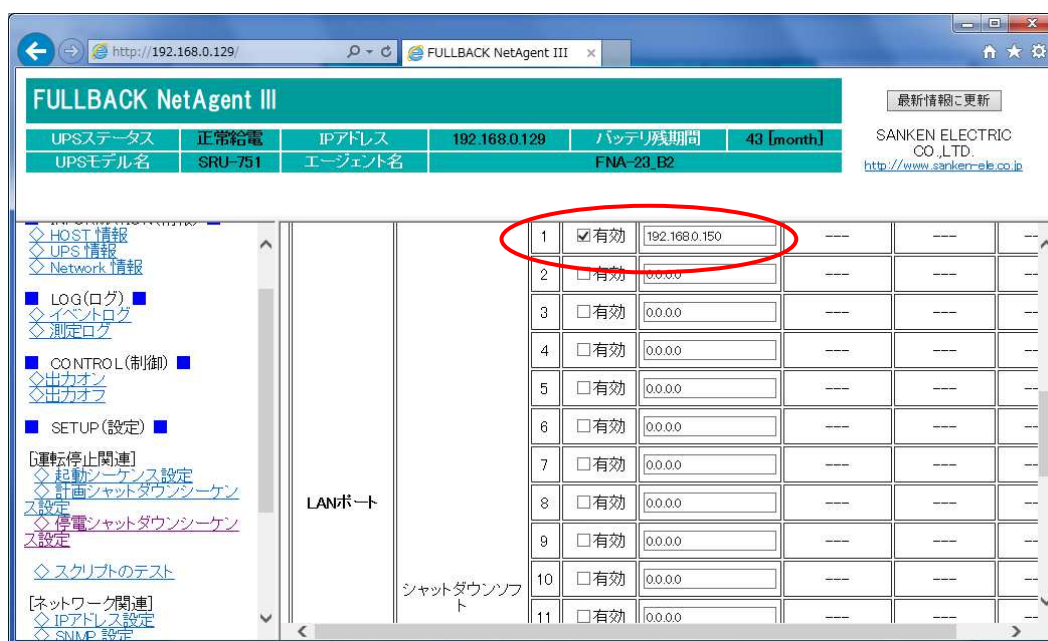 http://192.168.0.129/
FULLBACK NetAgent III
FULLBACK NetAgent III
最新情報に更新
UPSステータス 正常給電 IPアドレス 192.168.0.129 バッテリ残期間 43 [month]
UPSモデル名 SRU-751 エージェント名 FNA-23_B2
SANKEN ELECTRIC
CO.,LTD.
http://www.sanken-ele.co.jp
◇ HOST 情報
◇ UPS 情報
◇ Network 情報
■ LOG(ログ) ■
◇ イベントログ
◇ 測定ログ
■ CONTROL(制御) ■
◇出力オン
◇出力オフ
■ SETUP(設定) ■
[運転停止関連]
◇ 起動シーケンス設定
◇ 計画シャットダウンシーケン
ス設定
◇ 停電シャットダウンシーケン
ス設定
◇ スクリプトのテスト
[ネットワーク関連]
◇ IPアドレス設定
◇ SNMP 設定
LANポート
シャットダウンソフ
ト
1 有効 192.168.0.150 --- --- --
2 有効 0.0.0.0 --- --- --
3 有効 0.0.0.0 --- --- --
4 有効 0.0.0.0 --- --- --
5 有効 0.0.0.0 --- --- --
6 有効 0.0.0.0 --- --- --
7 有効 0.0.0.0 --- --- --
8 有効 0.0.0.0 --- --- --
9 有効 0.0.0.0 --- --- --
10 有効 0.0.0.0 --- --- --
11 有効 0.0.0.0 --- --- --